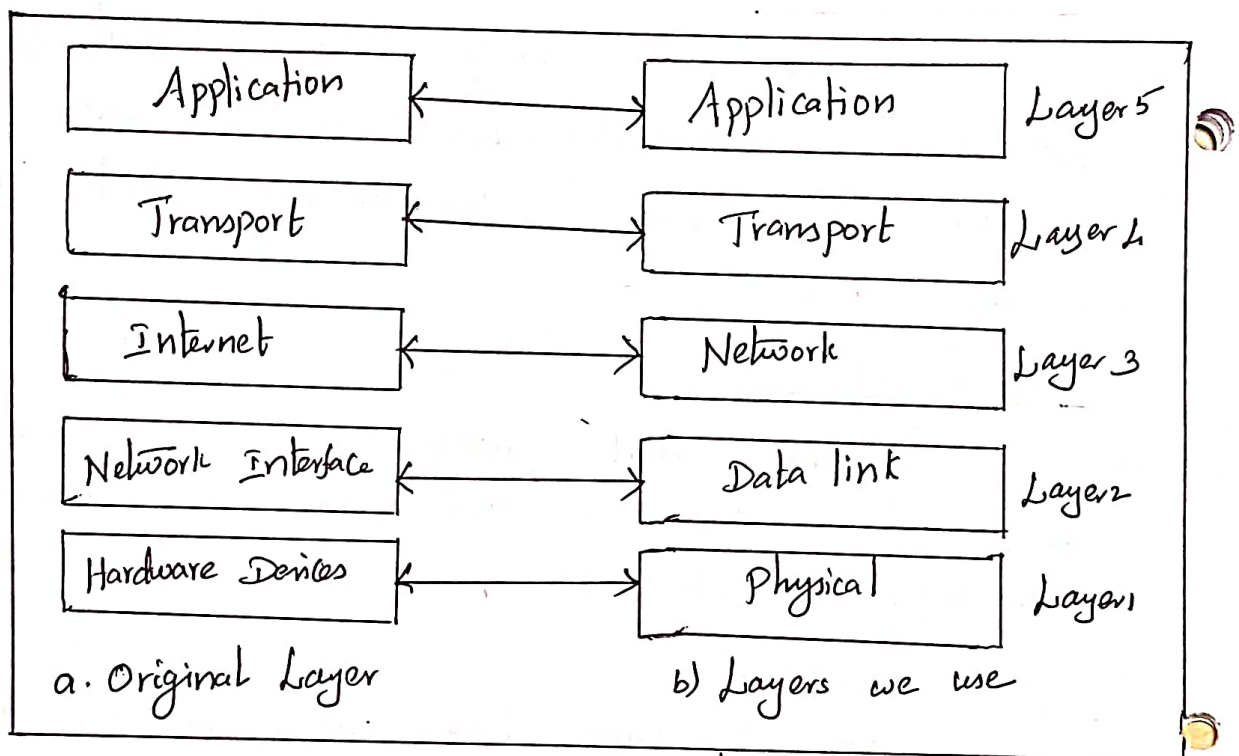 Application Application Layer 5
Transport Transport Layer 4
Internet Network Layer 3
Network Interface Data link Layer 2
Hardware Devices Physical Layer 1
a. Original Layer b) Layers we use